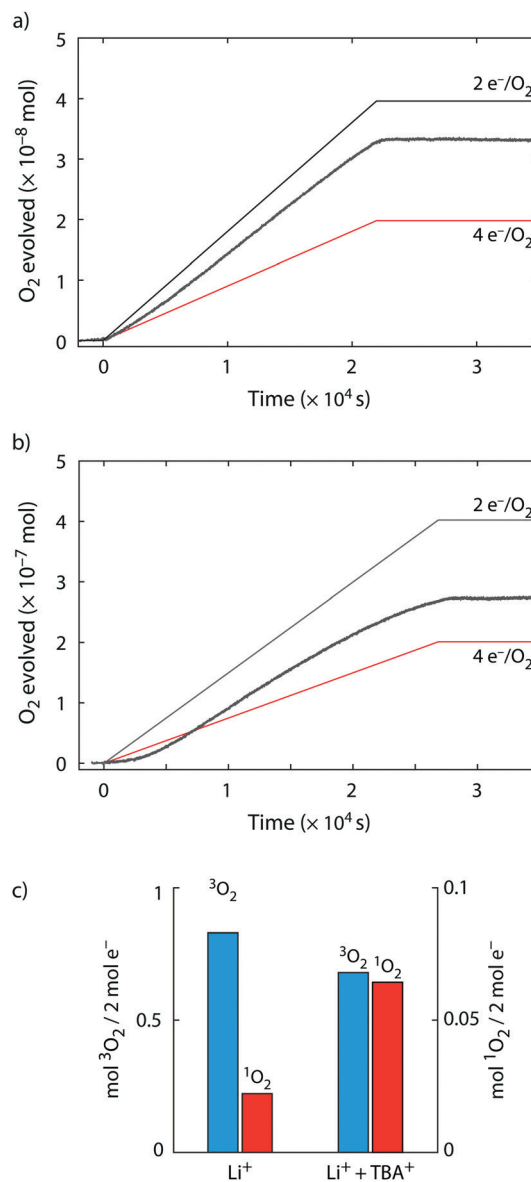 a)
5
4
3
2
1
0
O₂ evolved (× 10⁻⁸ mol)
2 e⁻/O₂
4 e⁻/O₂
0
1
2
3
Time (× 10⁴ s)
b)
5
4
3
2
1
0
O₂ evolved (× 10⁻⁷ mol)
2 e⁻/O₂
4 e⁻/O₂
0
1
2
3
Time (× 10⁴ s)
c)
1
0.5
0
mol ³O₂ / 2 mol e⁻
³O₂
¹O₂
³O₂
¹O₂
0.1
0.05
0
mol ¹O₂ / 2 mol e⁻
Li⁺
Li⁺ + TBA⁺